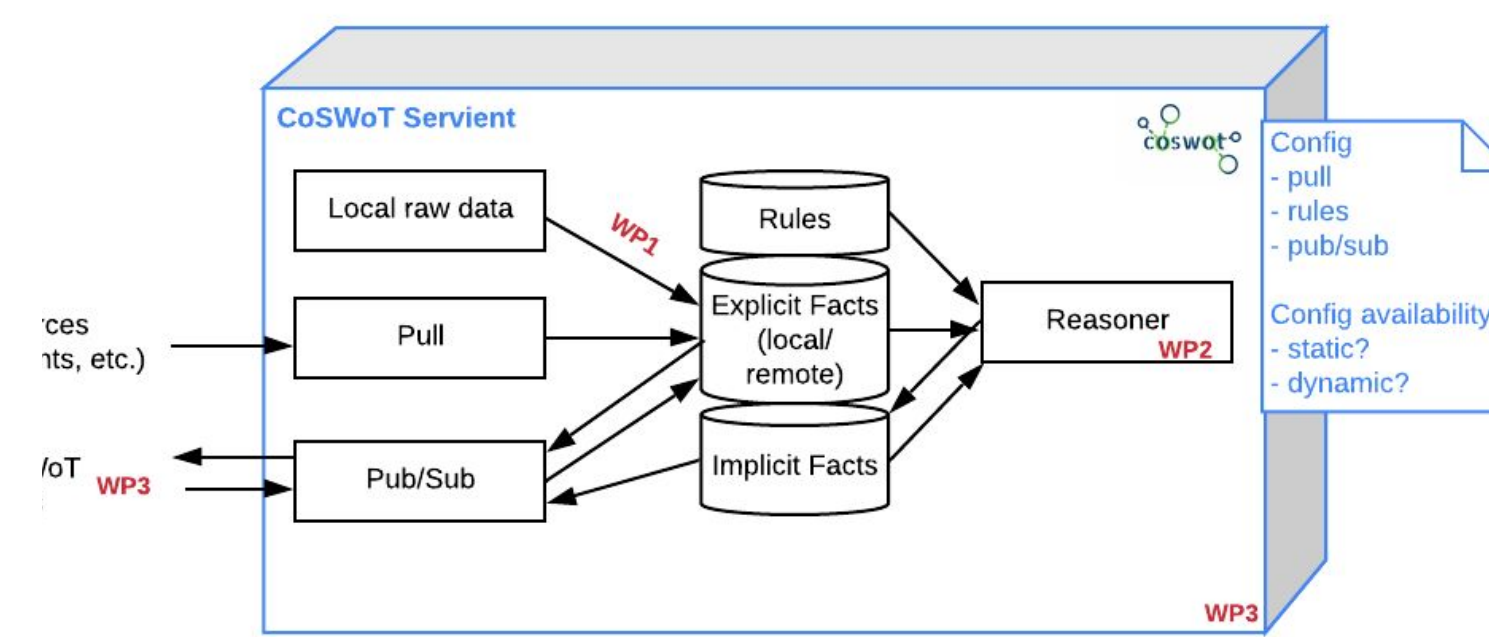 CoSWoT Servient
coswot
Config
- pull
- rules
- pub/sub
Config availability
- static?
- dynamic?
Local raw data
WP1
Rules
Explicit Facts
(local/
remote)
Pull
Reasoner
WP2
etc.)
Pub/Sub
Implicit Facts
WP3
WP3